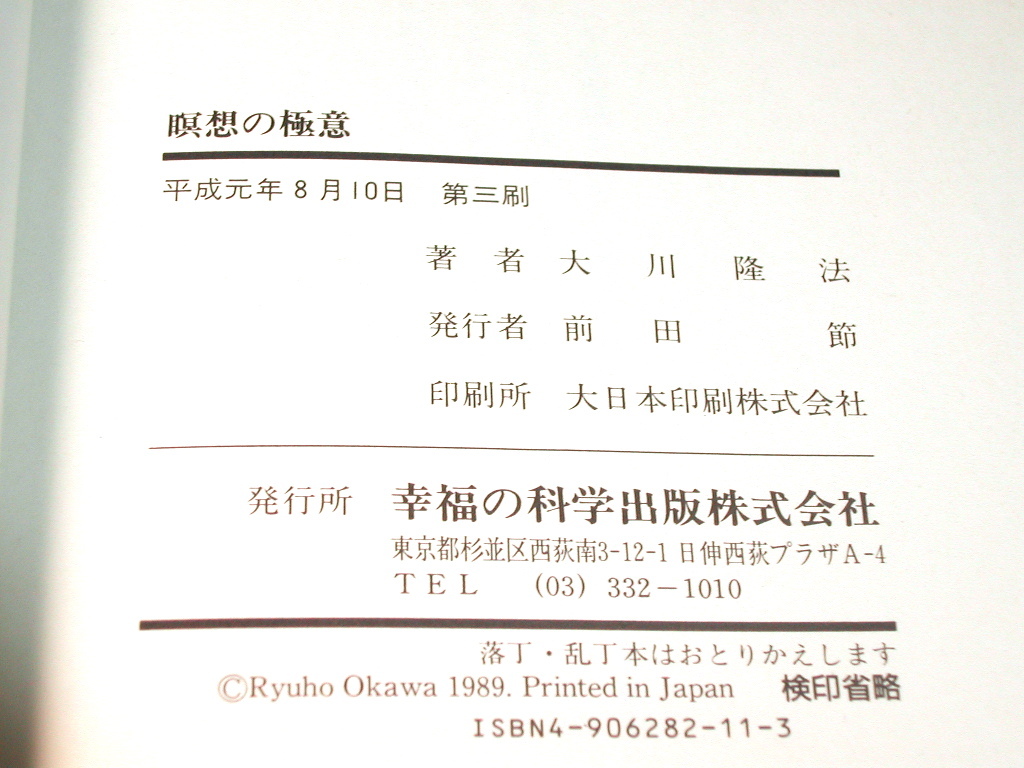 瞑想の極意
平成元年8月10日　第三刷
著者　大川隆法
発行者　前田節
印刷所　大日本印刷株式会社
発行所　幸福の科学出版株式会社
東京都杉並区西荻南3-12-1 日伸西荻プラザA-4
TEL　(03) 332-1010
落丁・乱丁本はおとりかえします
©Ryuho Okawa 1989. Printed in Japan　検印省略
ISBN4-906282-11-3